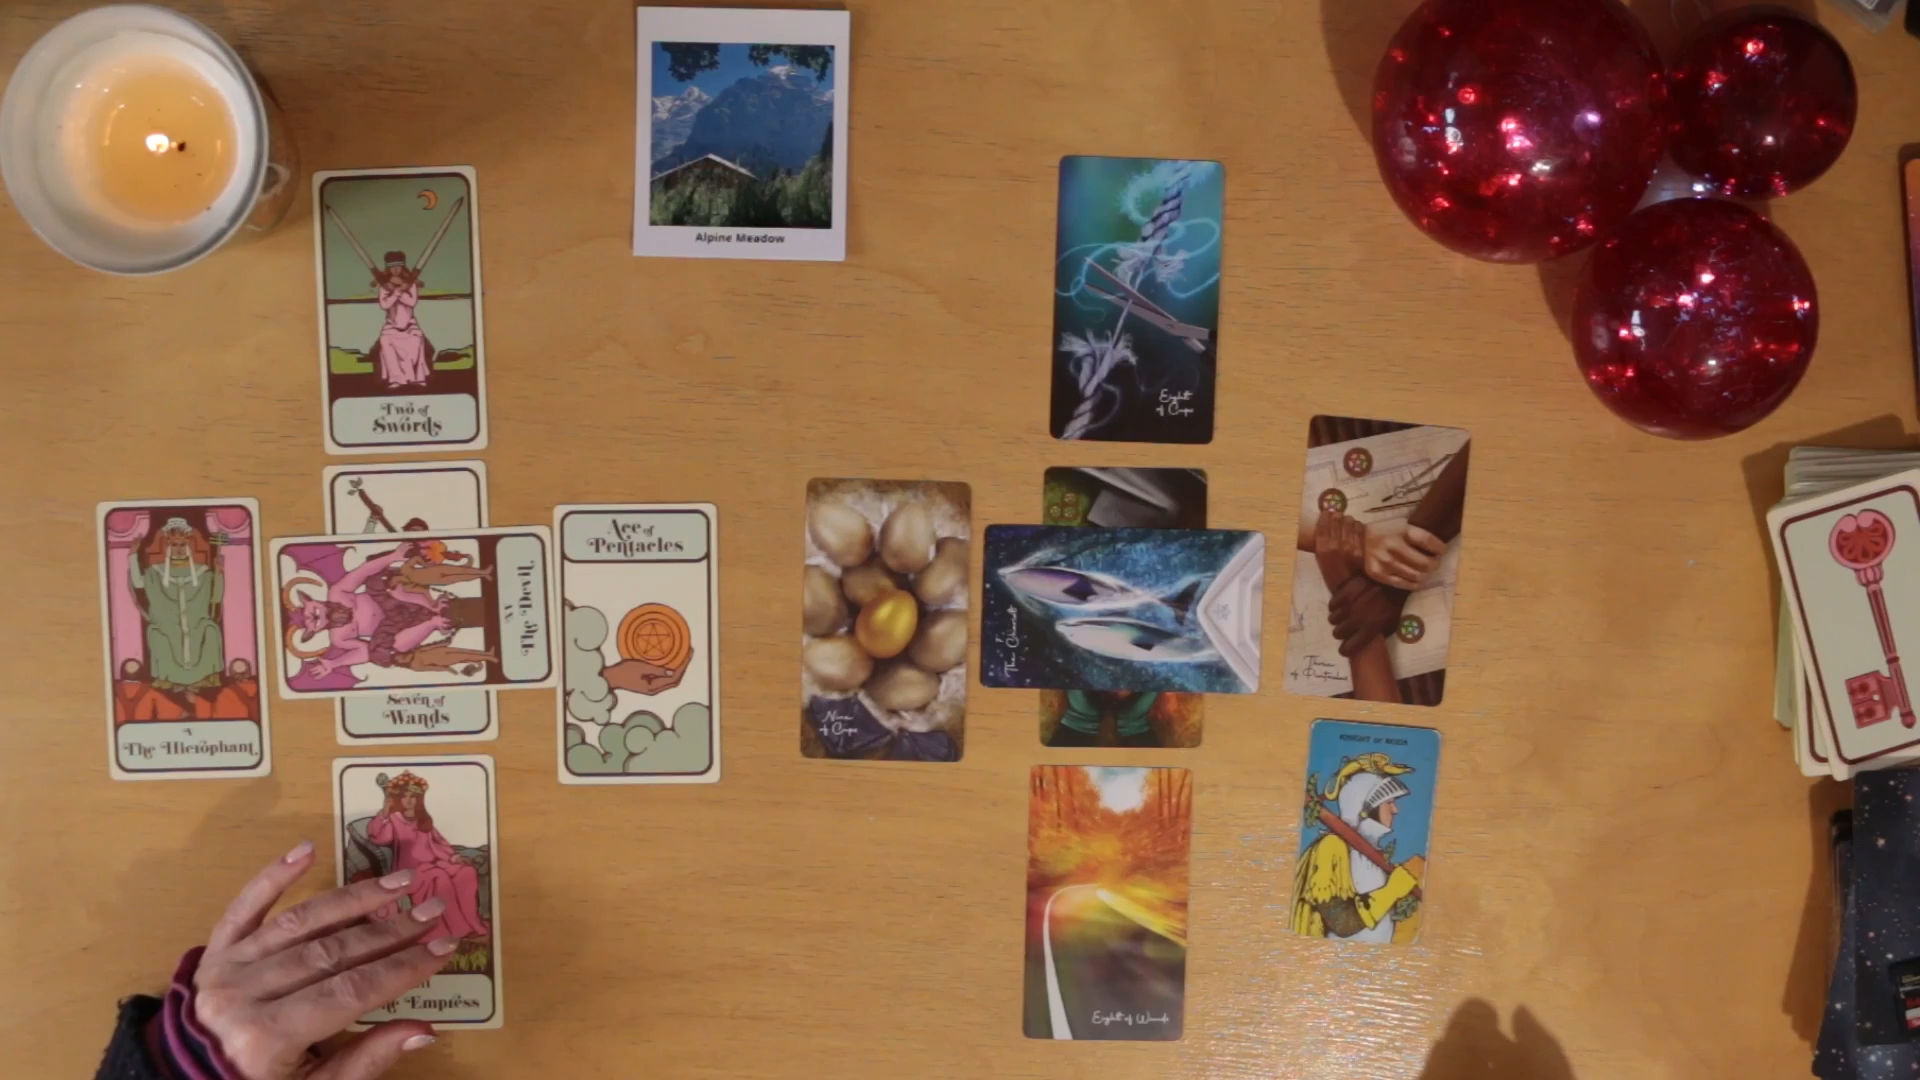 Alpine Meadow
Two of
Swords
Eight
of Cups
Ace of
Pentacles
The Devil
XV
Seven of
Wands
V
The Hierophant
The Chariot
Nine
of Cups
Three
of Pentacles
KNIGHT OF RODS
Empress
Eight of Wands